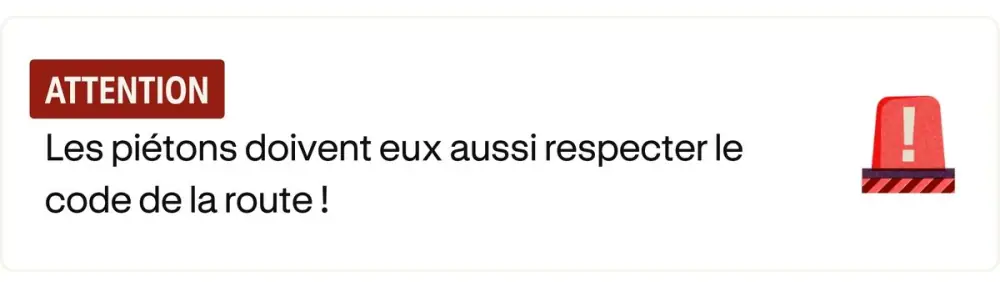 ATTENTION
Les piétons doivent eux aussi respecter le
code de la route !